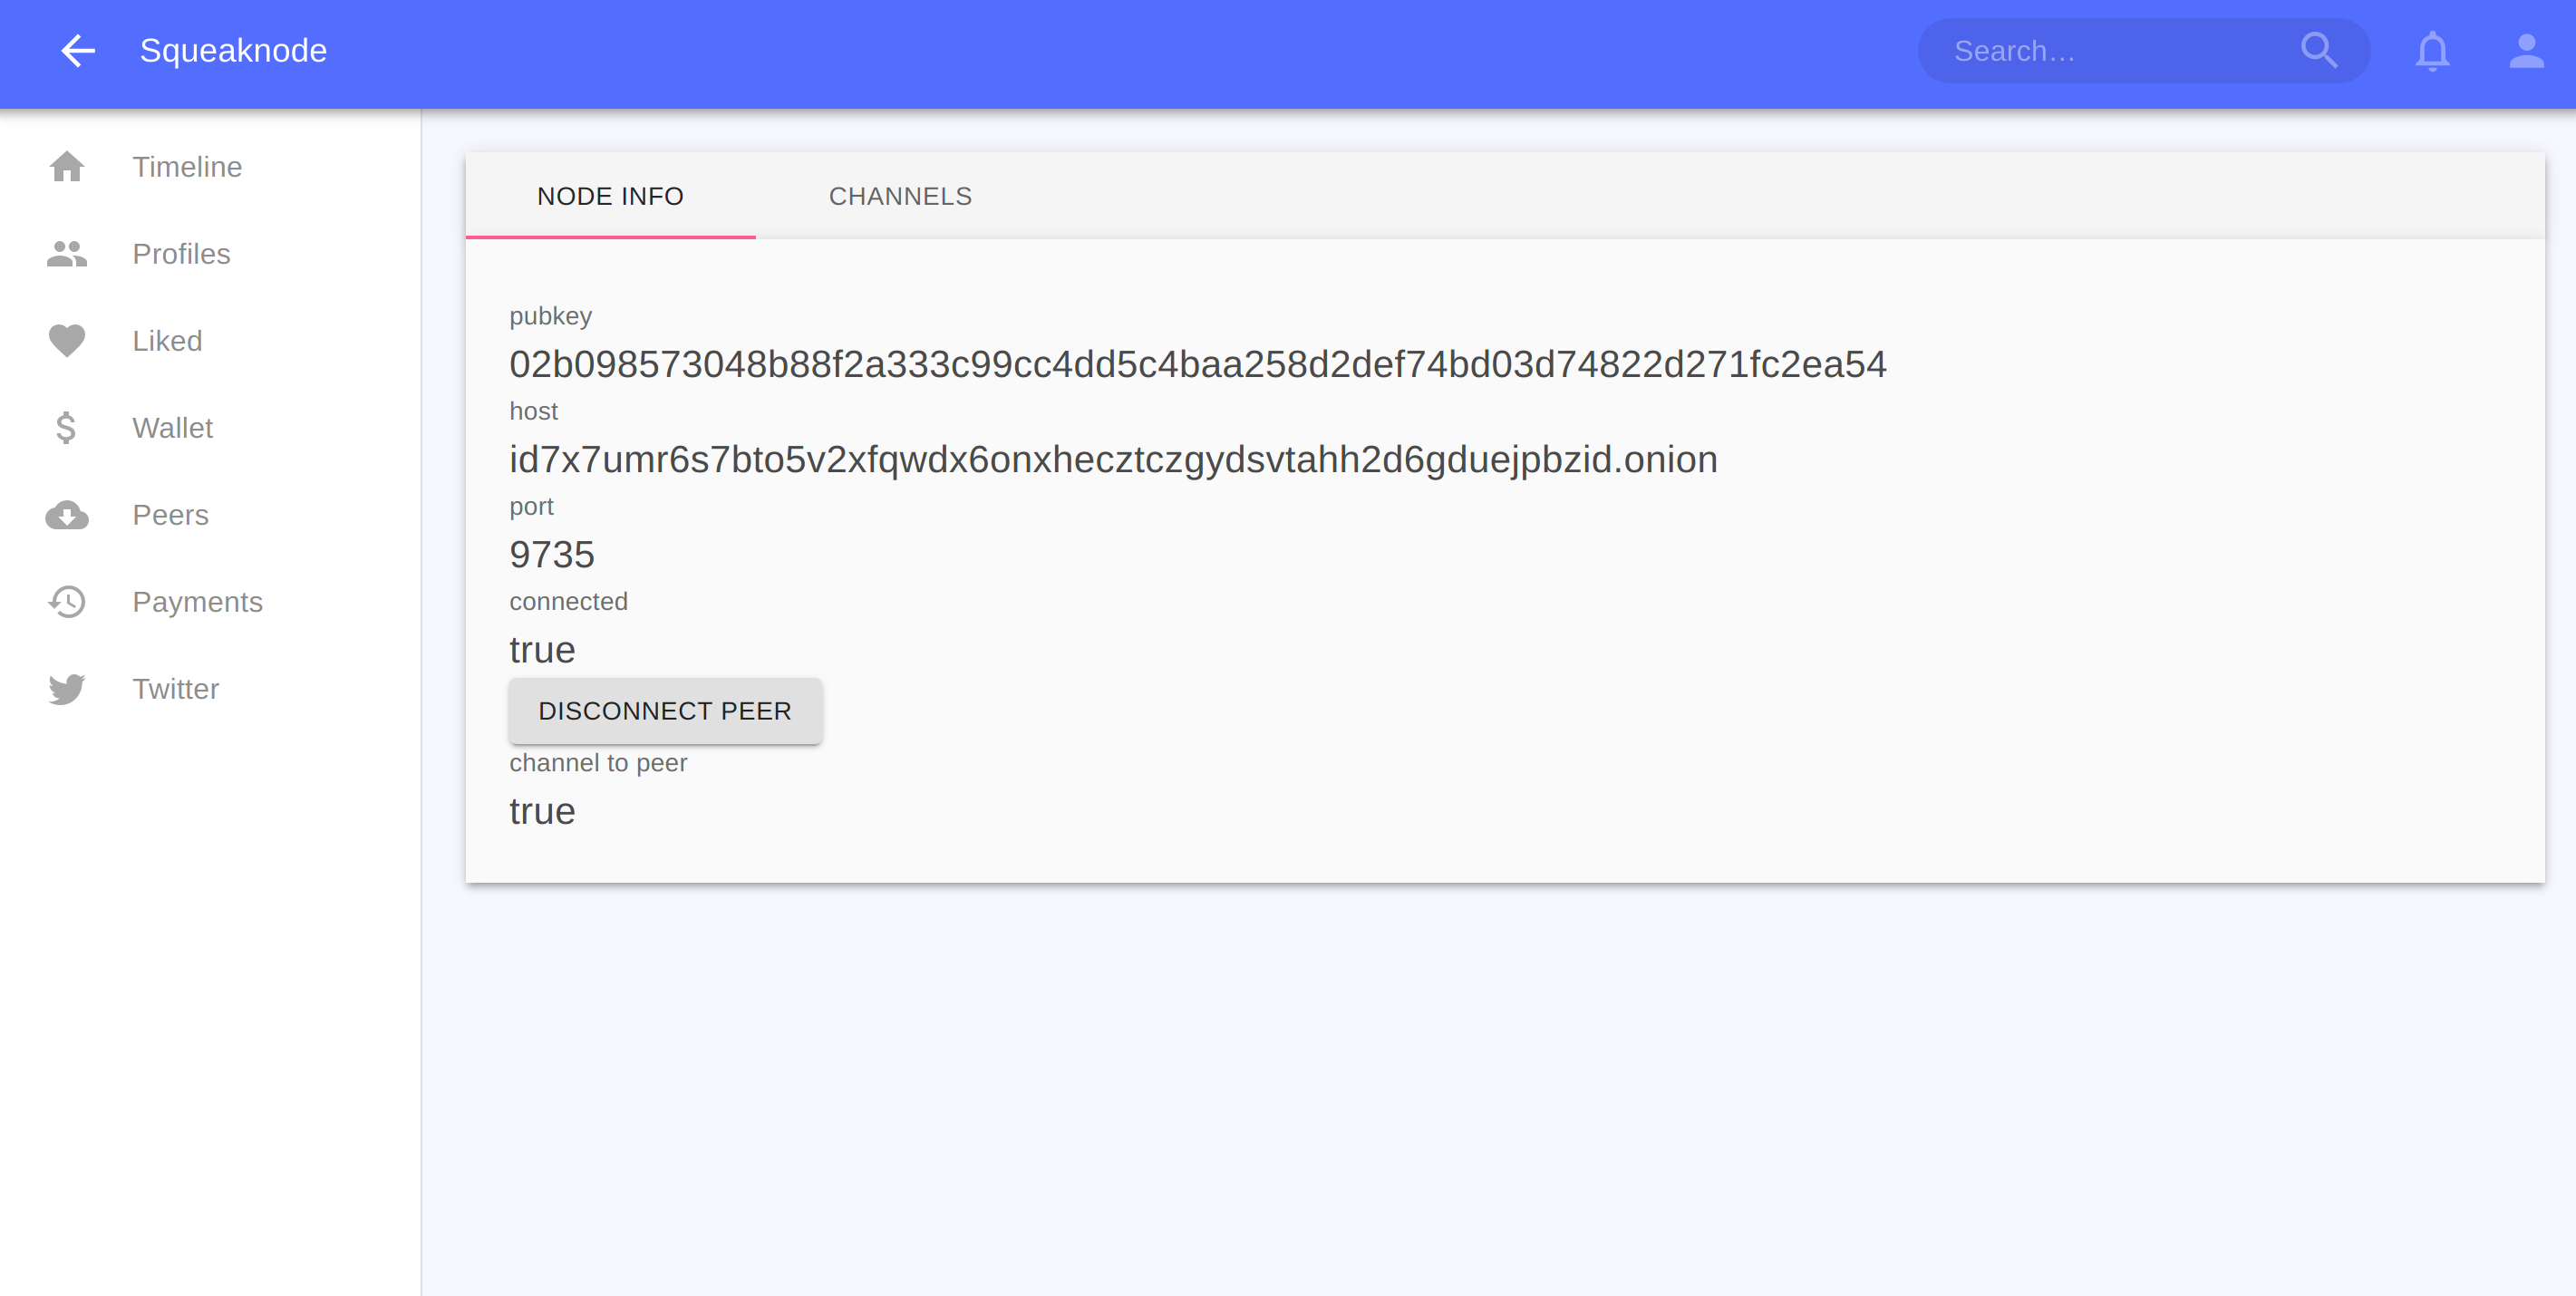 Squeaknode
Search...
Timeline
Profiles
Liked
Wallet
Peers
Payments
Twitter
NODE INFO
CHANNELS
pubkey
02b098573048b88f2a333c99cc4dd5c4baa258d2def74bd03d74822d271fc2ea54
host
id7x7umr6s7bto5v2xfqwdx6onxhecztczgydsvtahh2d6gduejpbzid.onion
port
9735
connected
true
DISCONNECT PEER
channel to peer
true